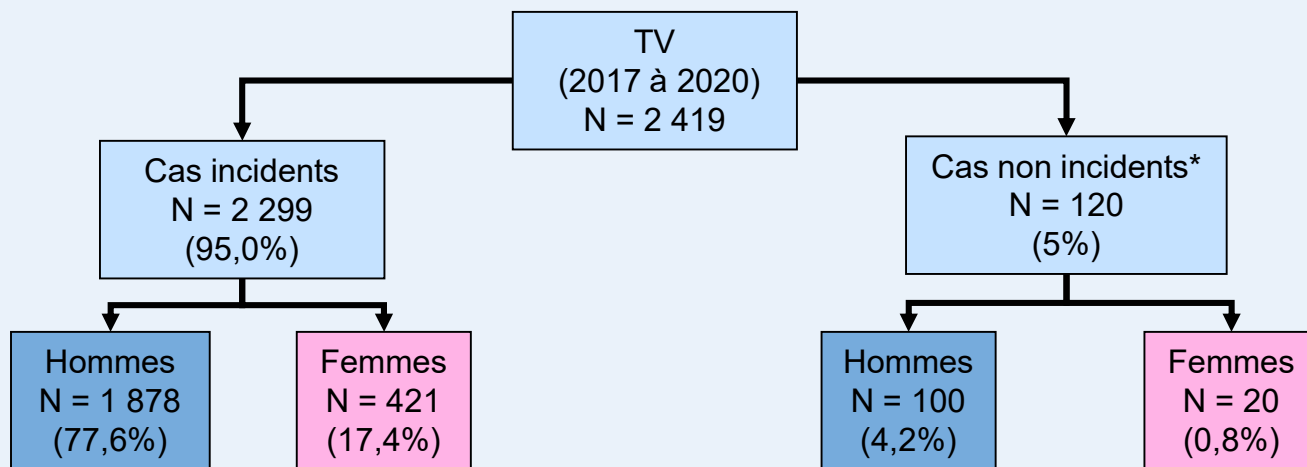 TV
(2017 à 2020)
N = 2 419
Cas incidents
N = 2 299
(95,0%)
Cas non incidents*
N = 120
(5%)
Hommes
N = 1 878
(77,6%)
Femmes
N = 421
(17,4%)
Hommes
N = 100
(4,2%)
Femmes
N = 20
(0,8%)